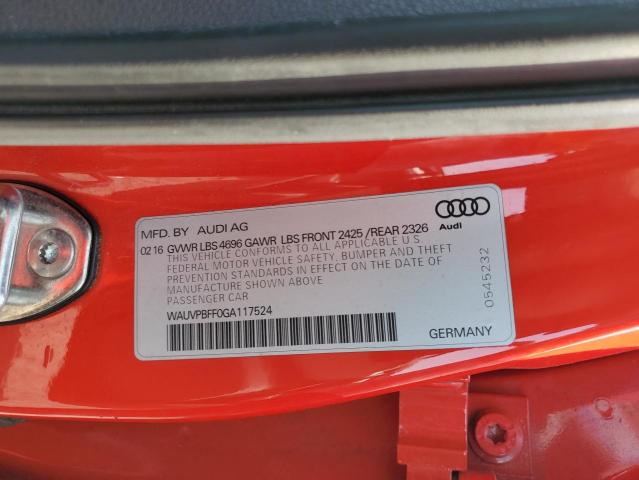 MFD. BY AUDI AG
02 16 GVWR LBS 4696 GAWR LBS FRONT 2425 /REAR 2326
THIS VEHICLE CONFORMS TO ALL APPLICABLE U.S.
FEDERAL MOTOR VEHICLE SAFETY, BUMPER AND THEFT
PREVENTION STANDARDS IN EFFECT ON THE DATE OF
MANUFACTURE SHOWN ABOVE
PASSENGER CAR
WAUVPBFF0GA117524
GERMANY
Audi
0545232